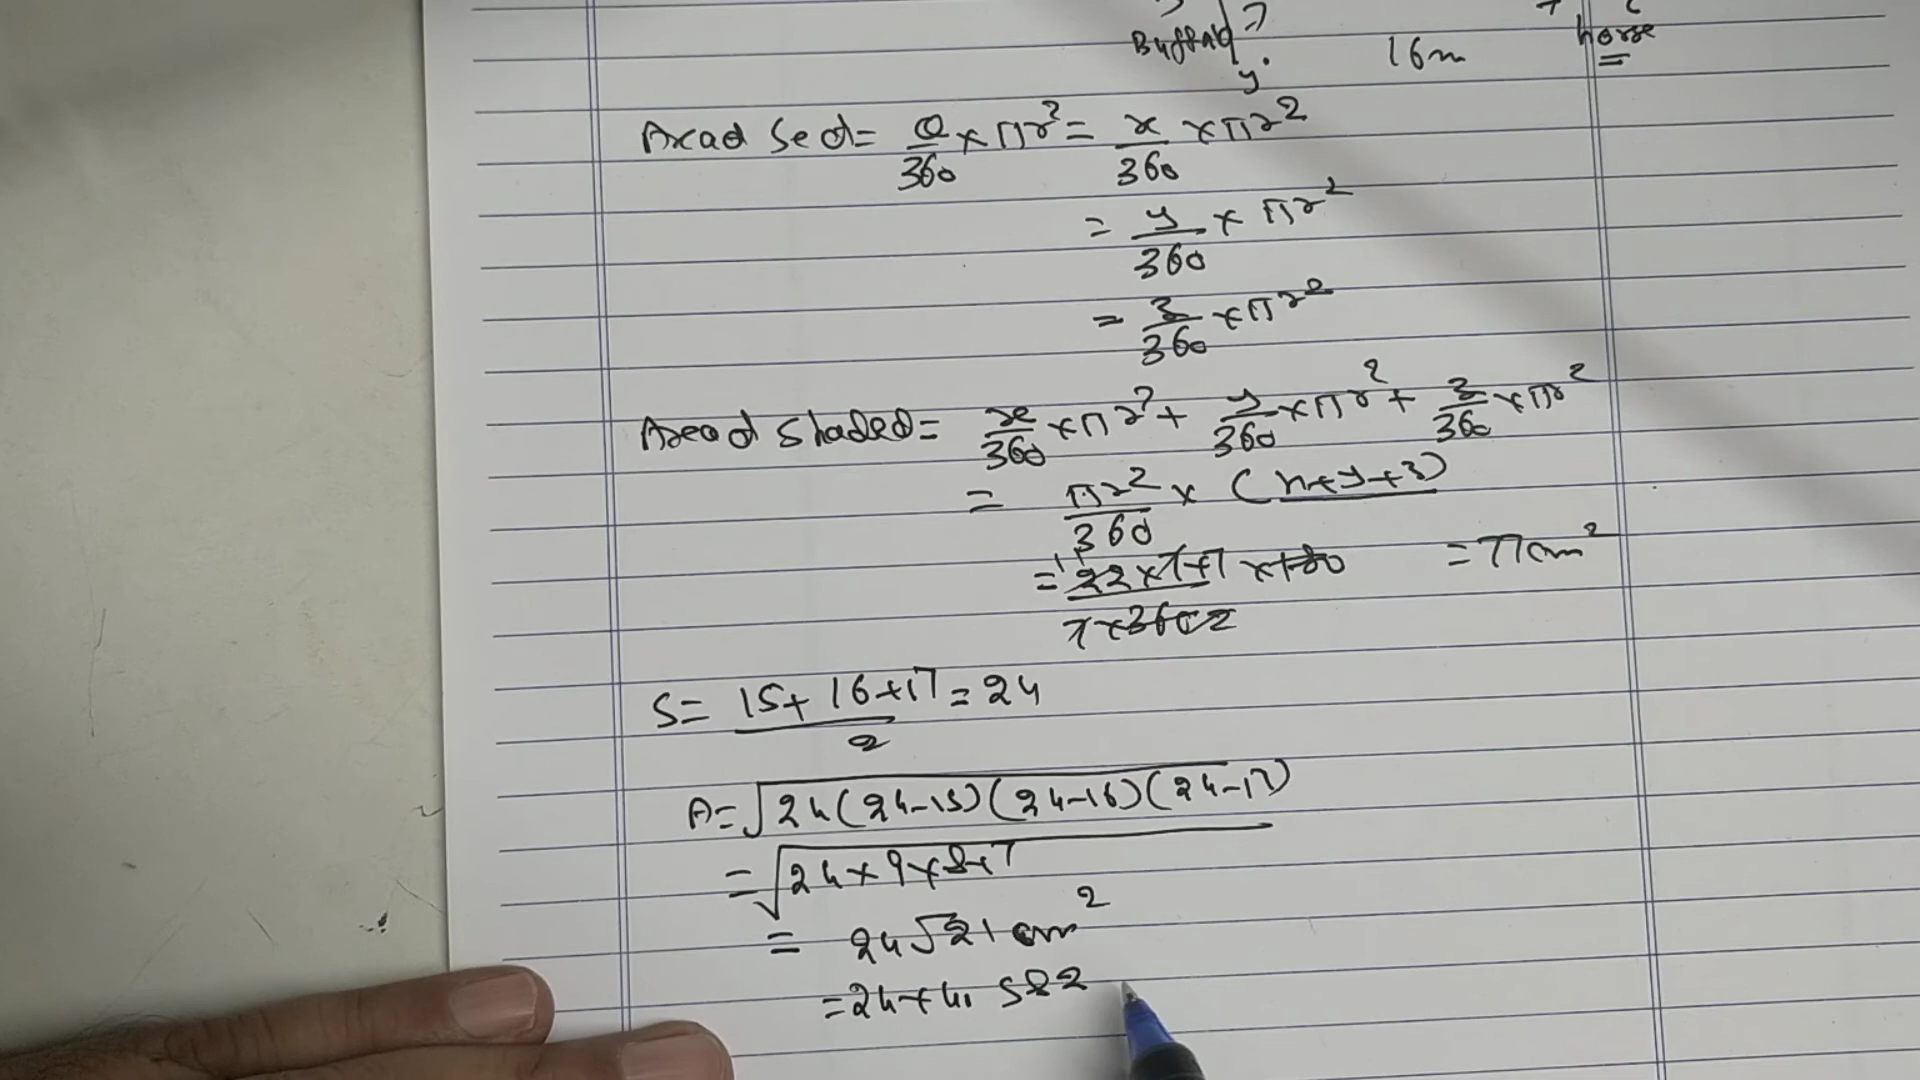 Buffalo y. 16m horse
Area of Sect = θ/360 × πr² = x/360 × πr²
= y/360 × πr²
= z/360 × πr²
Area of shaded = x/360 × πr² + y/360 × πr² + z/360 × πr²
= πr²/360 × (x+y+z)
= 22×7×7×180/7×360 = 77cm²
S = 15+16+17/2 = 24
A = √24(24-15)(24-16)(24-17)
= √24×9×8×7
= 24√21 cm²
= 24×4.582